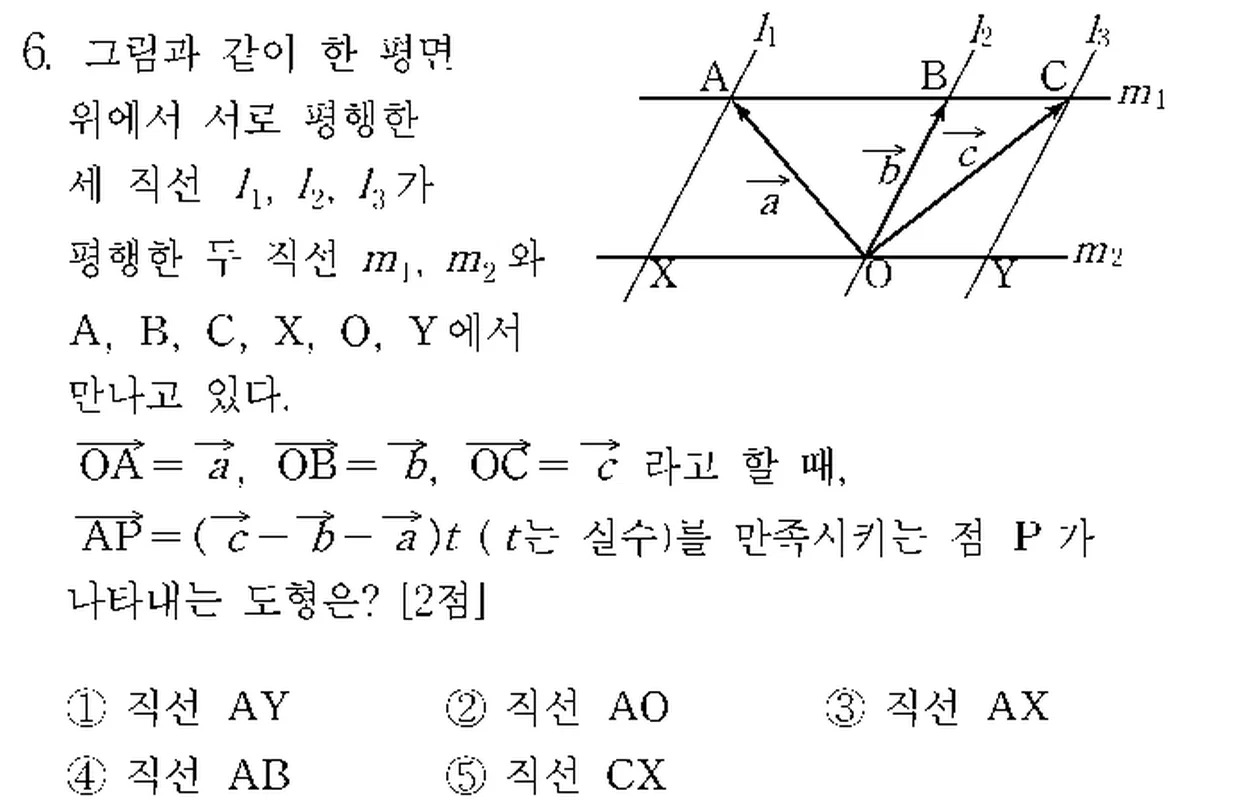 6. 그림과 같이 한 평면
위에서 서로 평행한
세 직선 l₁, l₂, l₃가
평행한 두 직선 m₁, m₂와
A, B, C, X, O, Y에서
만나고 있다.
l₁ l₂ l₃
A B C m₁
a⃗ b⃗ c⃗
X O Y m₂
OA⃗ = a⃗, OB⃗ = b⃗, OC⃗ = c⃗ 라고 할 때,
AP⃗ = (c⃗ − b⃗ − a⃗)t (t는 실수)를 만족시키는 점 P가
나타내는 도형은? [2점]
① 직선 AY ② 직선 AO ③ 직선 AX
④ 직선 AB ⑤ 직선 CX